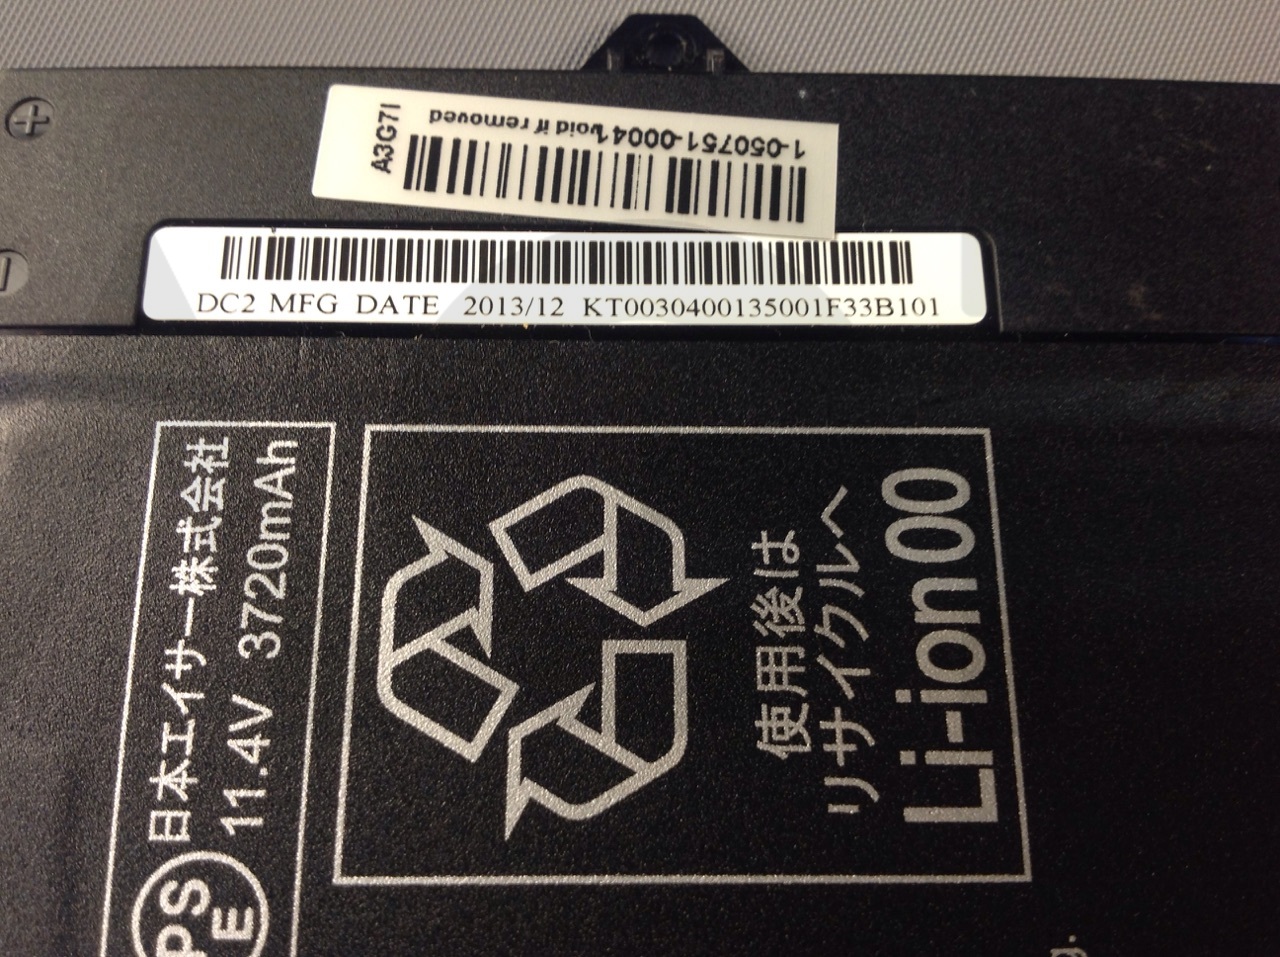 A3G7I
1-050751-00041
void if removed
DC2 MFG DATE 2013/12 KT0030400135001F33B101
日本エイサー株式会社
11.4V 3720mAh
PS
E
使用後は
リサイクルへ
Li-ion00